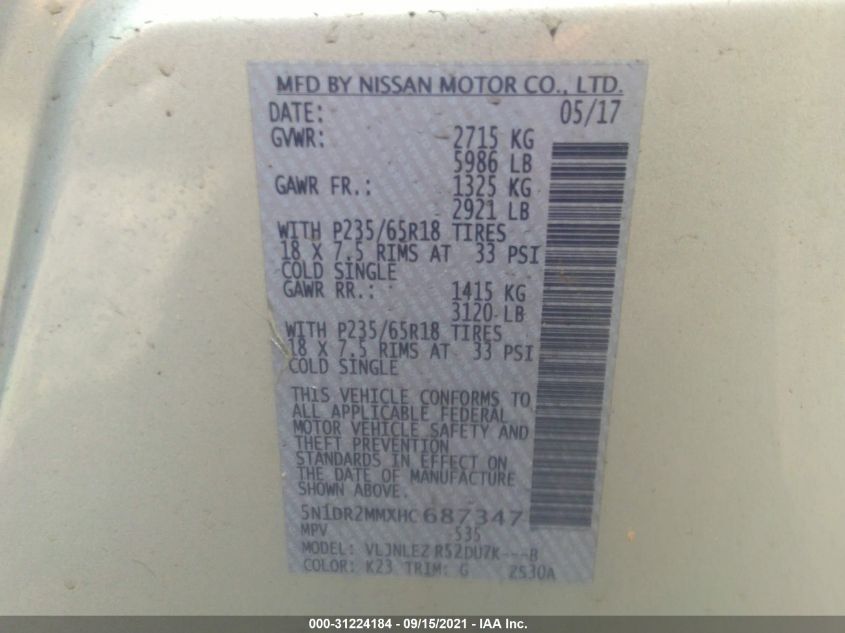 MFD BY NISSAN MOTOR CO., LTD.
DATE: 05/17
GVWR: 2715 KG
5986 LB
GAWR FR.: 1325 KG
2921 LB
WITH P235/65R18 TIRES
18 X 7.5 RIMS AT 33 PSI
COLD SINGLE
GAWR RR.: 1415 KG
3120 LB
WITH P235/65R18 TIRES
18 X 7.5 RIMS AT 33 PSI
COLD SINGLE
THIS VEHICLE CONFORMS TO
ALL APPLICABLE FEDERAL
MOTOR VEHICLE SAFETY AND
THEFT PREVENTION
STANDARDS IN EFFECT ON
THE DATE OF MANUFACTURE
SHOWN ABOVE.
5N1DR2MMXHC687347
MPV 535
MODEL: VLJNLEZ R52DUZK---B
COLOR: K23 TRIM: G 2530A
000-31224184 - 09/15/2021 - IAA Inc.